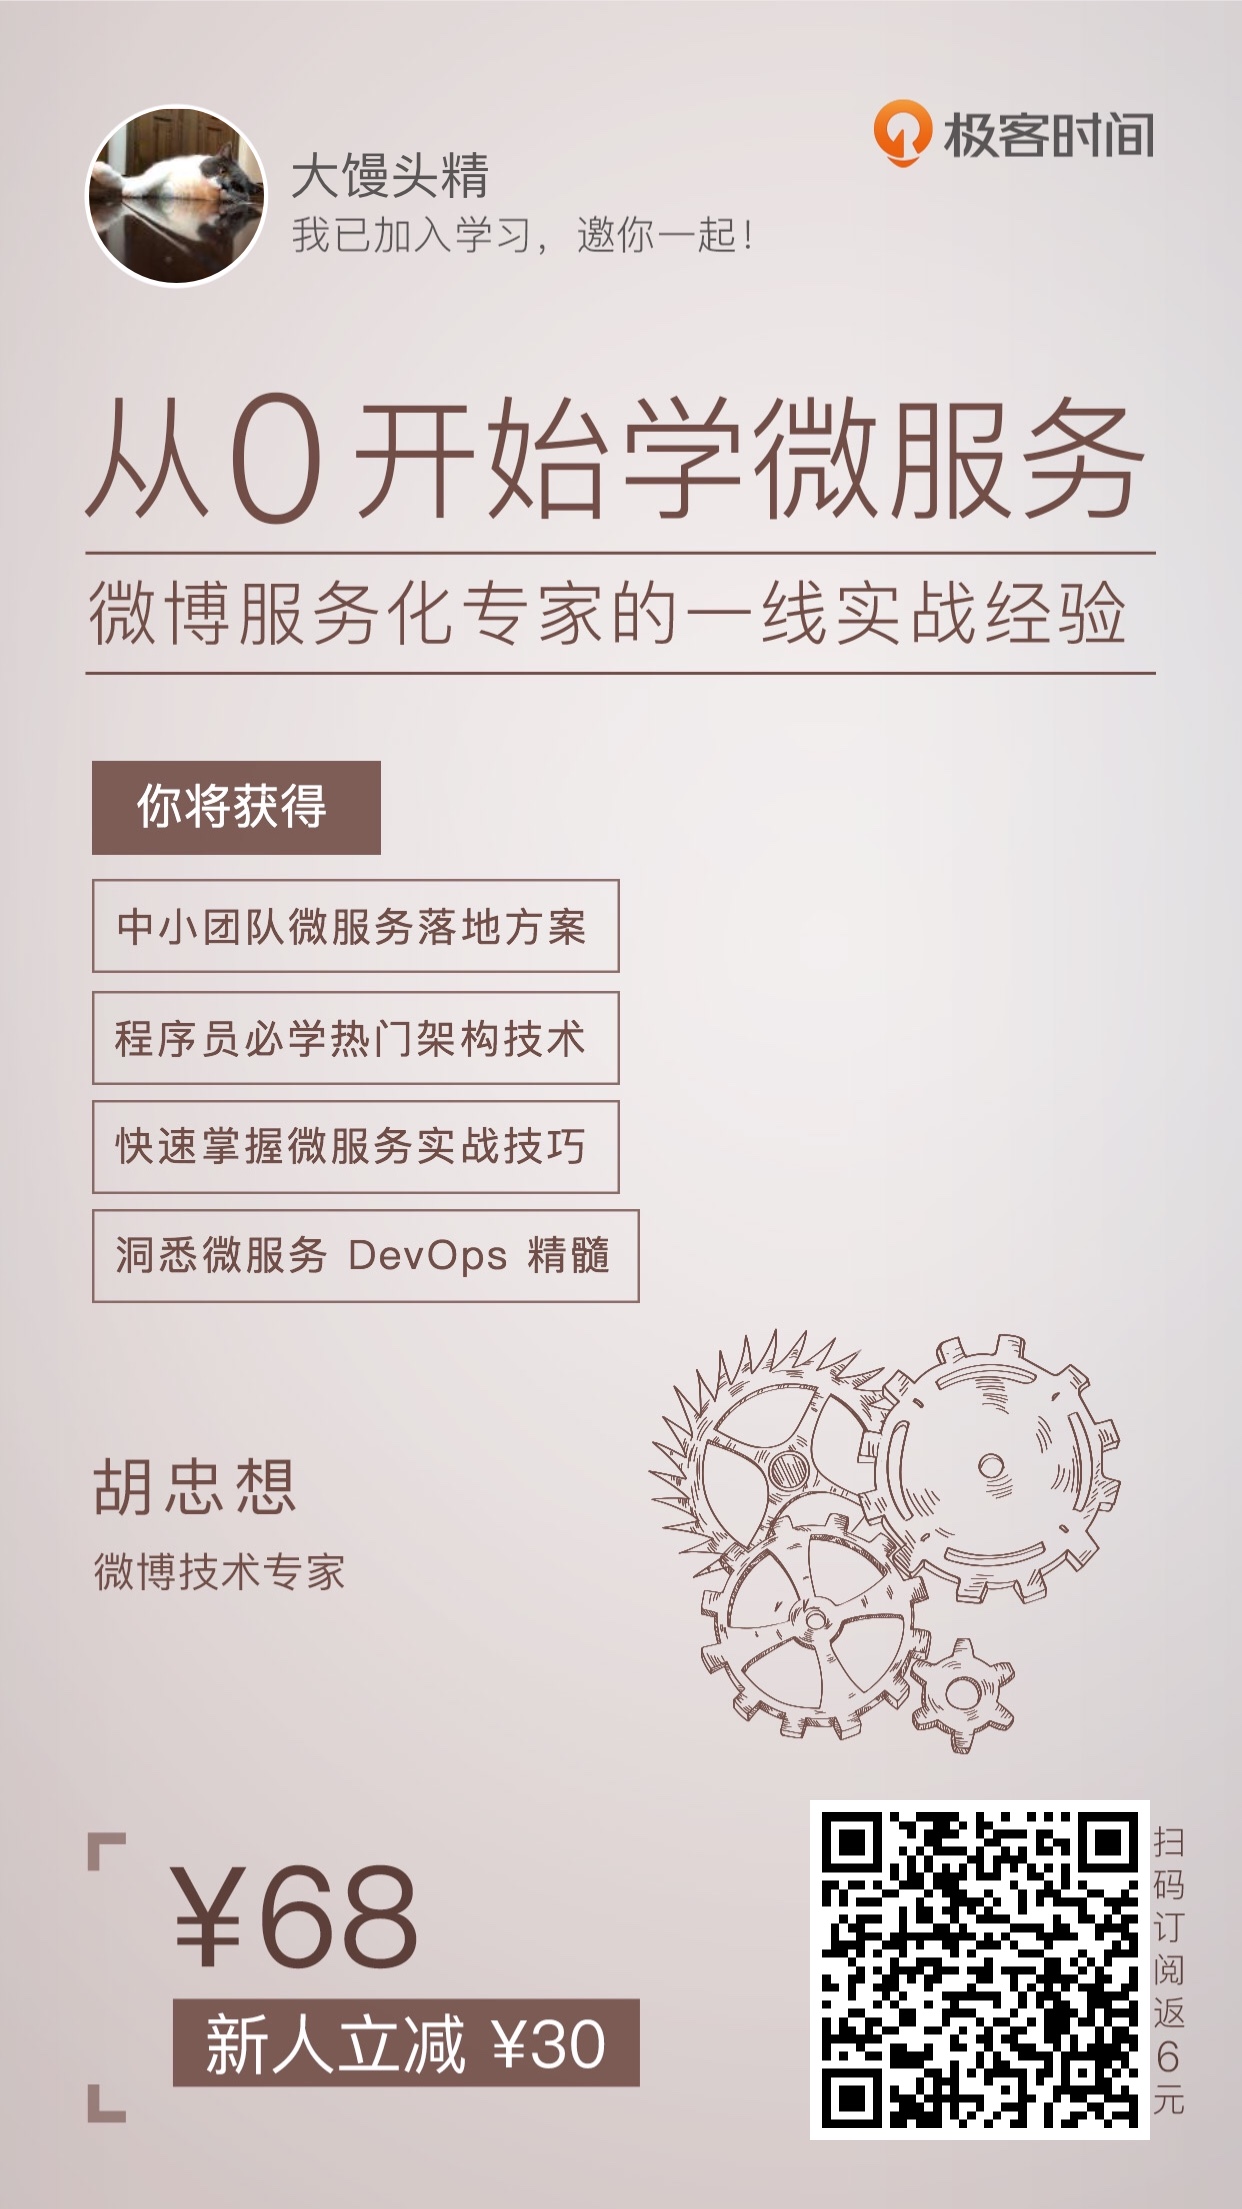 大馒头精
我已加入学习，邀你一起！
极客时间
从0开始学微服务
微博服务化专家的一线实战经验
你将获得
中小团队微服务落地方案
程序员必学热门架构技术
快速掌握微服务实战技巧
洞悉微服务 DevOps 精髓
胡忠想
微博技术专家
¥68
新人立减 ¥30
扫码订阅返6元